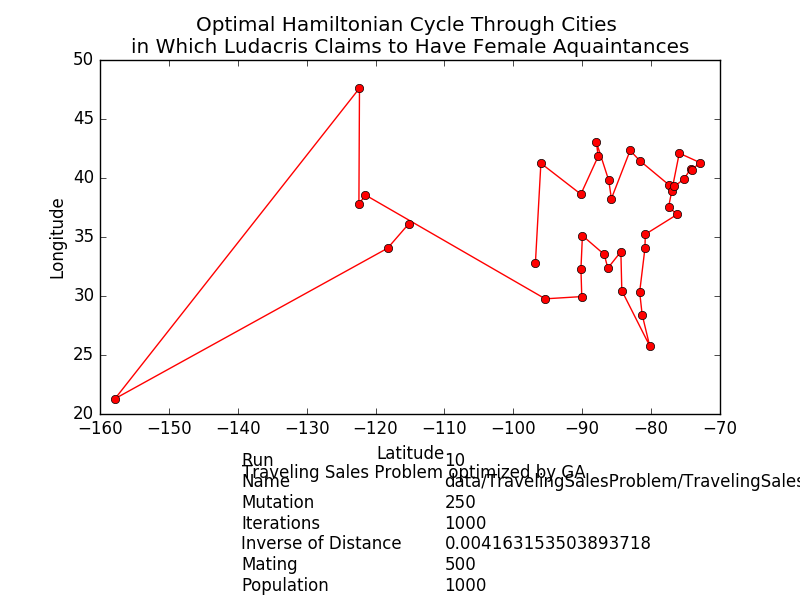 Optimal Hamiltonian Cycle Through Cities
in Which Ludacris Claims to Have Female Aquaintances
50
45
40
35
30
25
20
Longitude
−160 −150 −140 −130 −120 −110 −100 −90 −80 −70
Latitude
Run 10
Traveling Sales Problem optimized by GA
Name data/TravelingSalesProblem/TravelingSales
Mutation 250
Iterations 1000
Inverse of Distance 0.004163153503893718
Mating 500
Population 1000